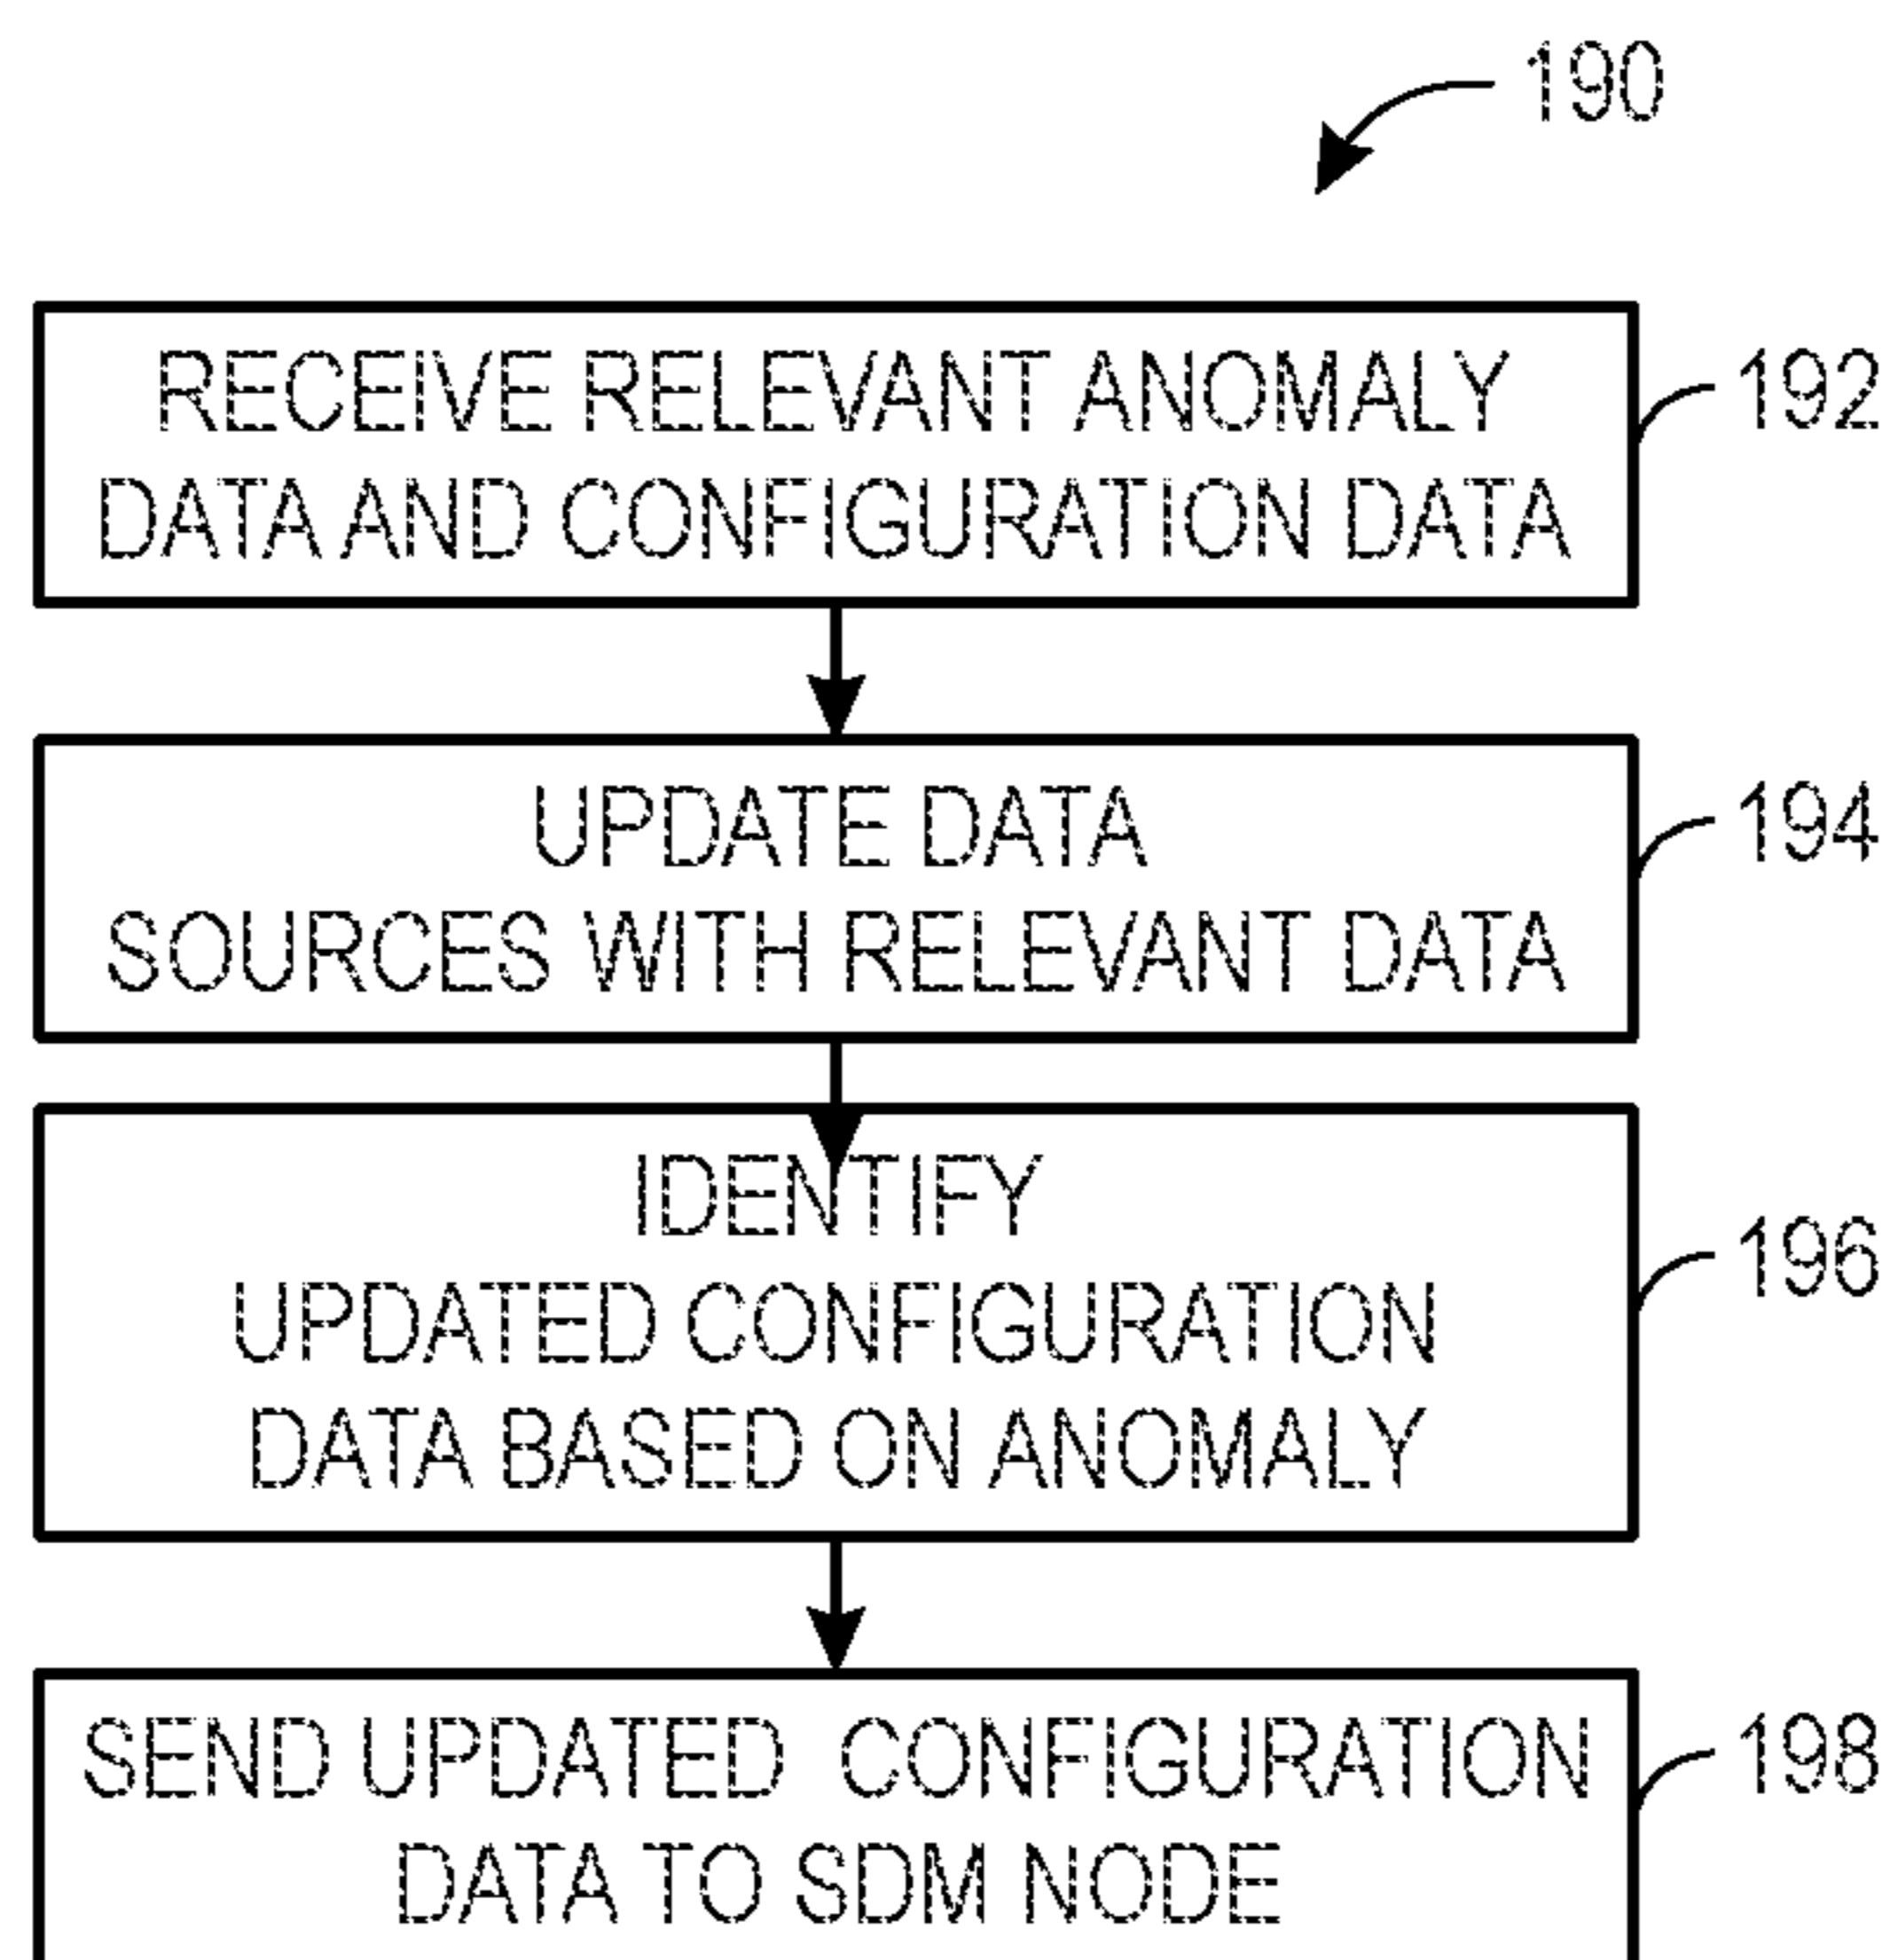 190
RECEIVE RELEVANT ANOMALY
DATA AND CONFIGURATION DATA
192
UPDATE DATA
SOURCES WITH RELEVANT DATA
194
IDENTIFY
UPDATED CONFIGURATION
DATA BASED ON ANOMALY
196
SEND UPDATED CONFIGURATION
DATA TO SDM NODE
198